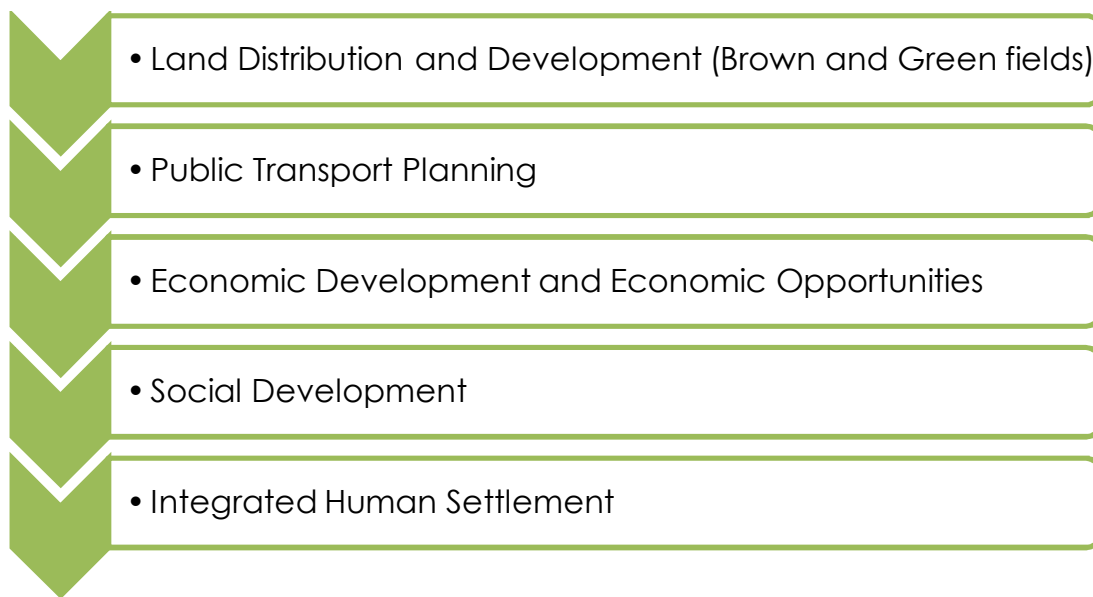 • Land Distribution and Development (Brown and Green fields)
• Public Transport Planning
• Economic Development and Economic Opportunities
• Social Development
• Integrated Human Settlement